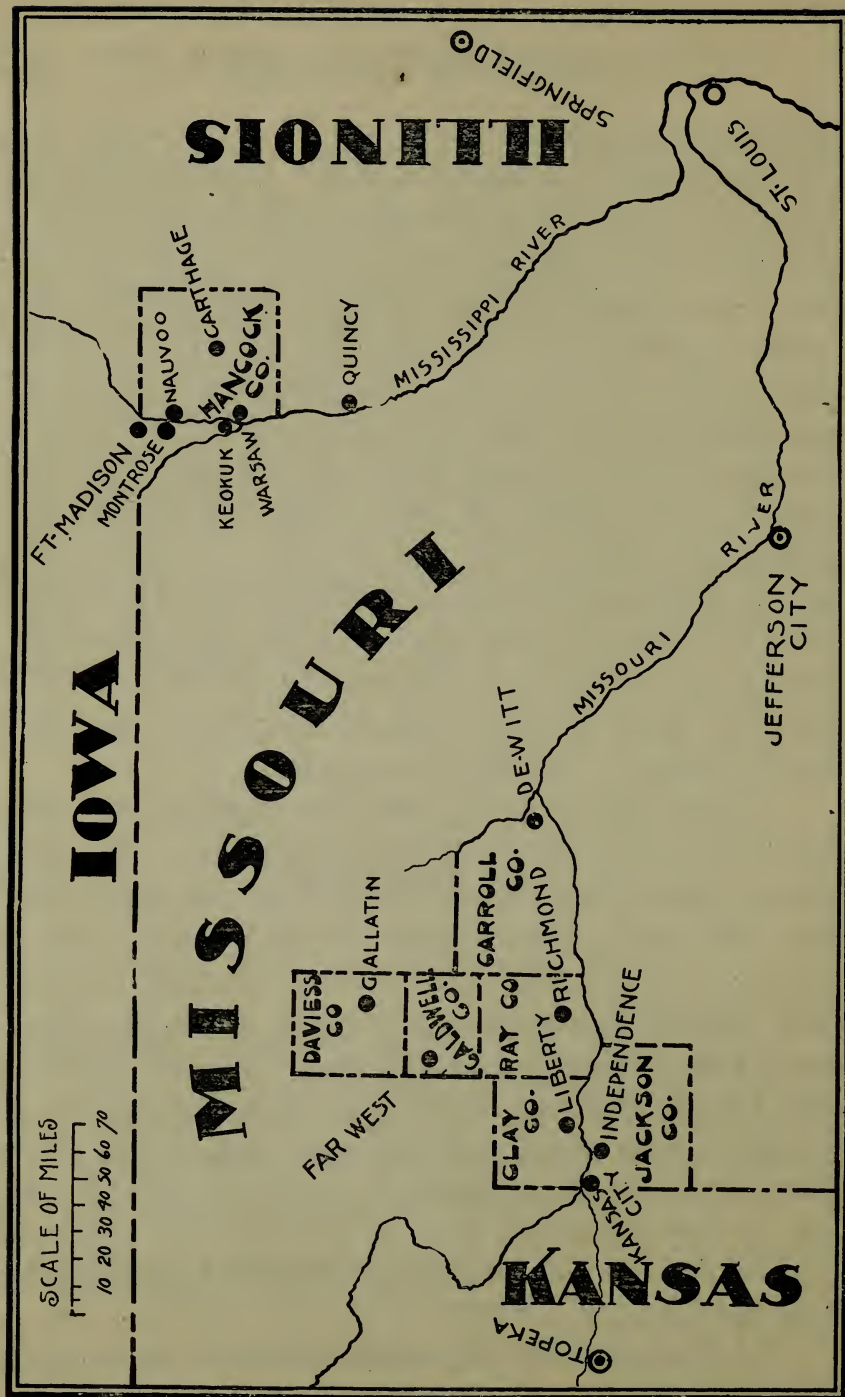 SCALE OF MILES
10 20 30 40 50 60 70
IOWA
FT-MADISON
MONTROSE
NAUVOO
CARTHAGE
HANCOCK
CO.
KEOKUK
WARSAW
QUINCY
ILLINOIS
SPRINGFIELD
MISSISSIPPI RIVER
ST-LOUIS
MISSOURI
DAVIESS
CO
GALLATIN
FAR WEST
CALDWELL
CO.
CARROLL
CO.
DE-WITT
RAY CO
RICHMOND
CLAY
CO.
LIBERTY
INDEPENDENCE
JACKSON
CO.
KANSAS
CITY
MISSOURI RIVER
JEFFERSON
CITY
KANSAS
TOPEKA